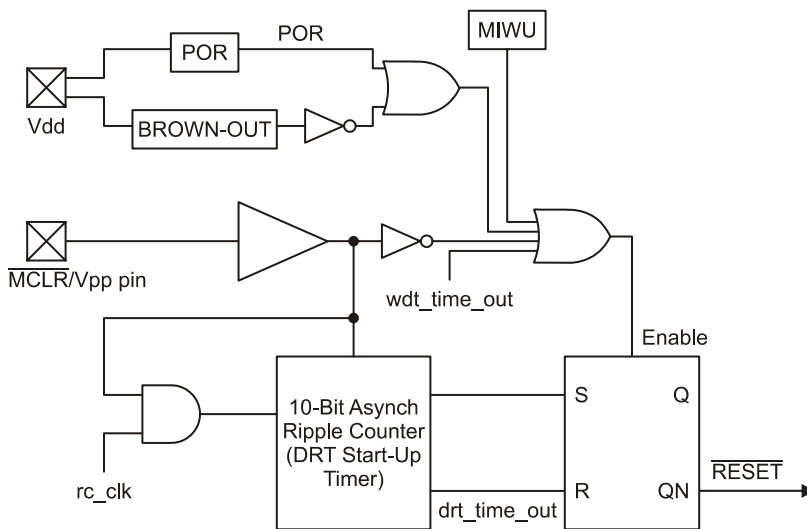 MIWU
POR
POR
Vdd
BROWN-OUT
MCLR/Vpp pin
wdt_time_out
Enable
10-Bit Asynch
Ripple Counter
(DRT Start-Up
Timer)
S
Q
rc_clk
drt_time_out
R
QN
RESET